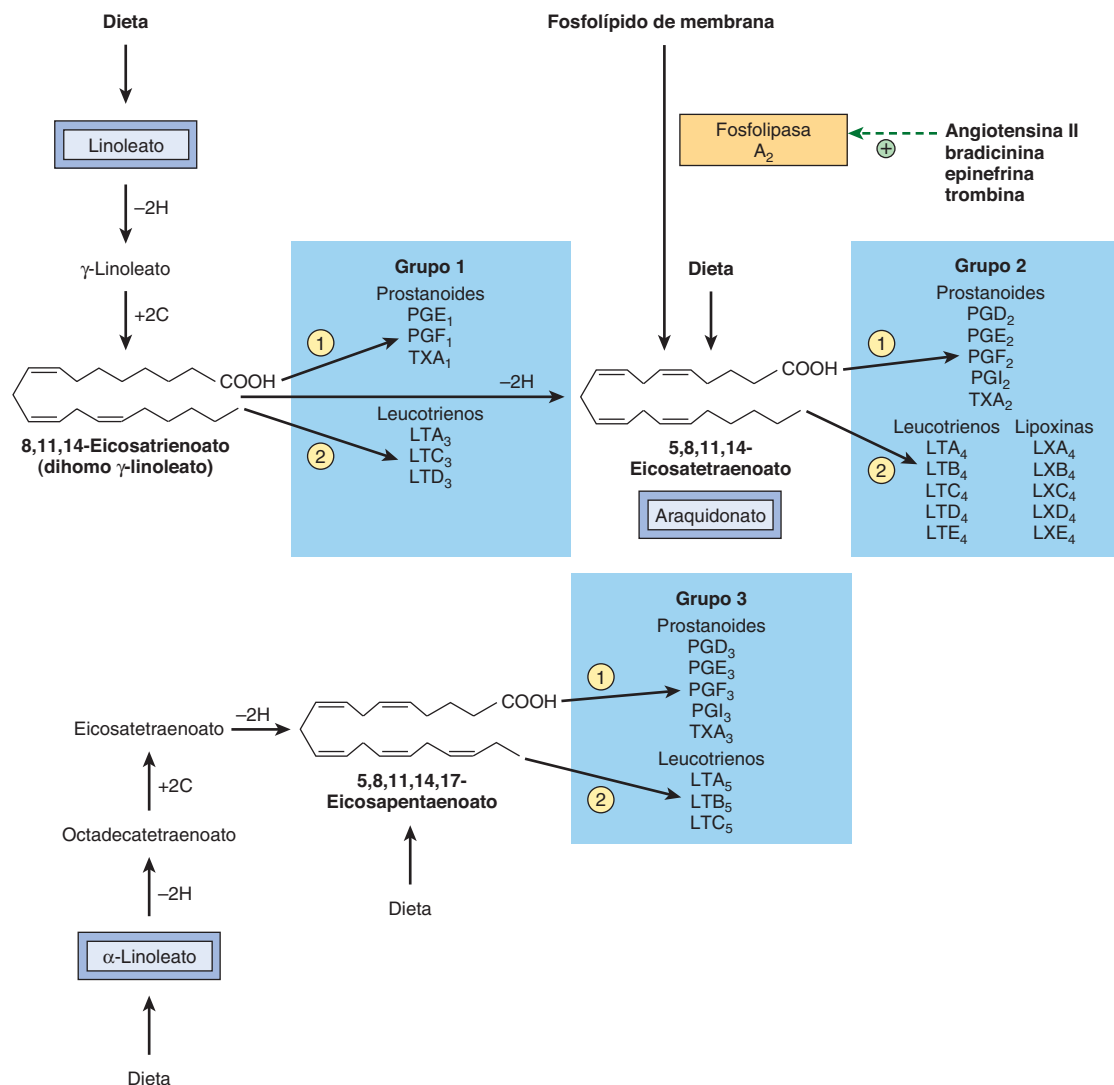 Dieta
Linoleato
–2H
γ-Linoleato
+2C
COOH
8,11,14-Eicosatrienoato
(dihomo γ-linoleato)
Grupo 1
Prostanoides
PGE1
PGF1
TXA1
1
–2H
Leucotrienos
LTA3
LTC3
LTD3
2
Fosfolípido de membrana
Fosfolipasa
A2
+
Angiotensina II
bradicinina
epinefrina
trombina
Dieta
COOH
5,8,11,14-
Eicosatetraenoato
Araquidonato
Grupo 2
Prostanoides
PGD2
PGE2
PGF2
PGI2
TXA2
1
Leucotrienos
LTA4
LTB4
LTC4
LTD4
LTE4
Lipoxinas
LXA4
LXB4
LXC4
LXD4
LXE4
2
Grupo 3
Prostanoides
PGD3
PGE3
PGF3
PGI3
TXA3
1
Leucotrienos
LTA5
LTB5
LTC5
2
Eicosatetraenoato
–2H
COOH
5,8,11,14,17-
Eicosapentaenoato
Dieta
+2C
Octadecatetraenoato
–2H
α-Linoleato
Dieta